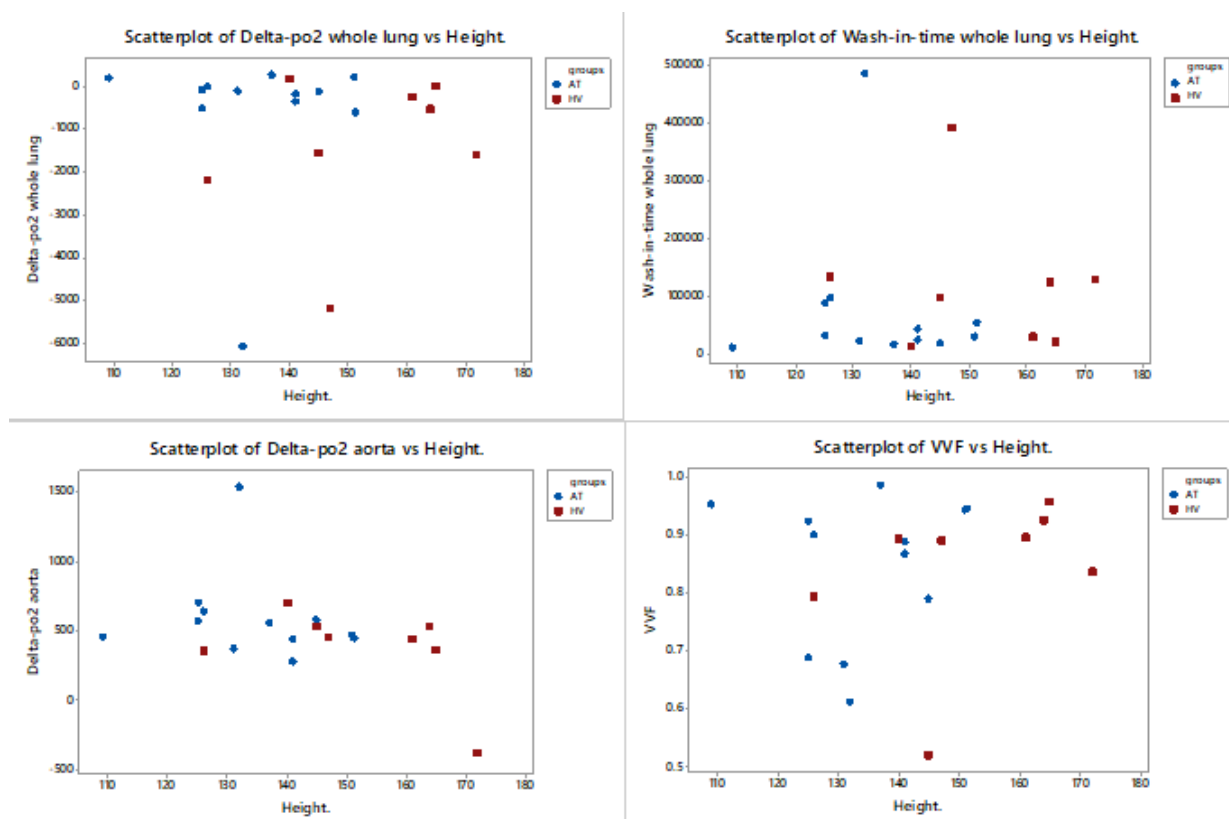 Scatterplot of Delta-po2 whole lung vs Height.
groups
AT
HV
0
-1000
-2000
-3000
-4000
-5000
-6000
Delta-po2 whole lung
110 120 130 140 150 160 170 180
Height.
Scatterplot of Wash-in-time whole lung vs Height.
groups
AT
HV
500000
400000
300000
200000
100000
0
Wash-in-time whole lung
110 120 130 140 150 160 170 180
Height.
Scatterplot of Delta-po2 aorta vs Height.
groups
AT
HV
1500
1000
500
0
-500
Delta-po2 aorta
110 120 130 140 150 160 170 180
Height.
Scatterplot of VVF vs Height.
groups
AT
HV
1.0
0.9
0.8
0.7
0.6
0.5
VVF
110 120 130 140 150 160 170 180
Height.